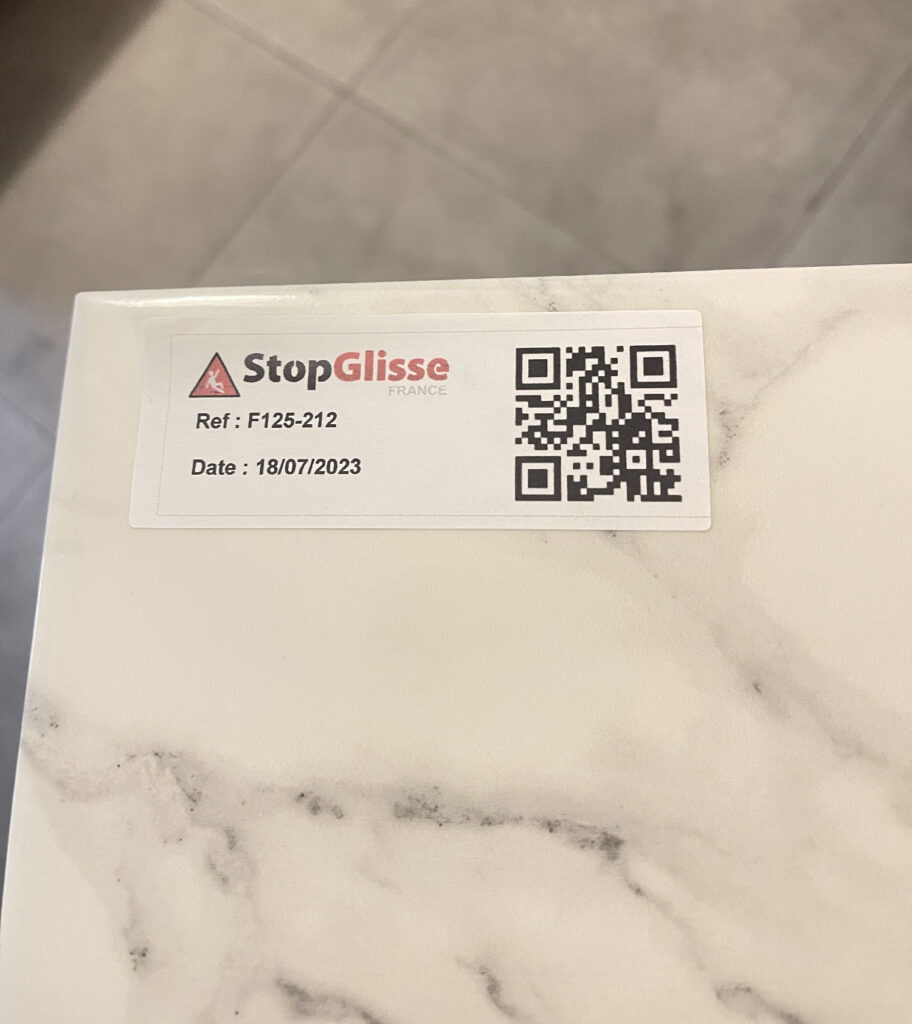 StopGlisse
FRANCE
Ref : F125-212
Date : 18/07/2023